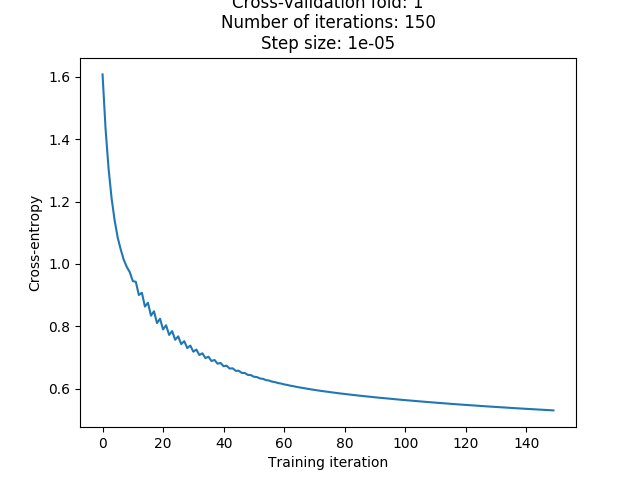 Cross-validation fold: 1
Number of iterations: 150
Step size: 1e-05
1.6
1.4
1.2
1.0
0.8
0.6
Cross-entropy
0 20 40 60 80 100 120 140
Training iteration